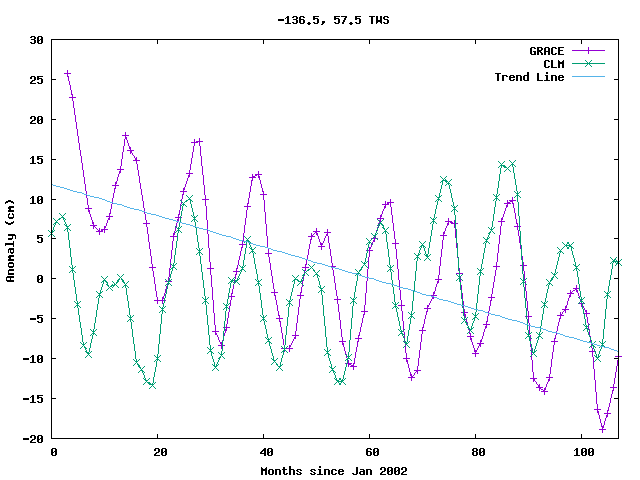 -136.5, 57.5 TWS
GRACE
CLM
Trend Line
30
25
20
15
10
5
0
-5
-10
-15
-20
Anomaly (cm)
0 20 40 60 80 100
Months since Jan 2002